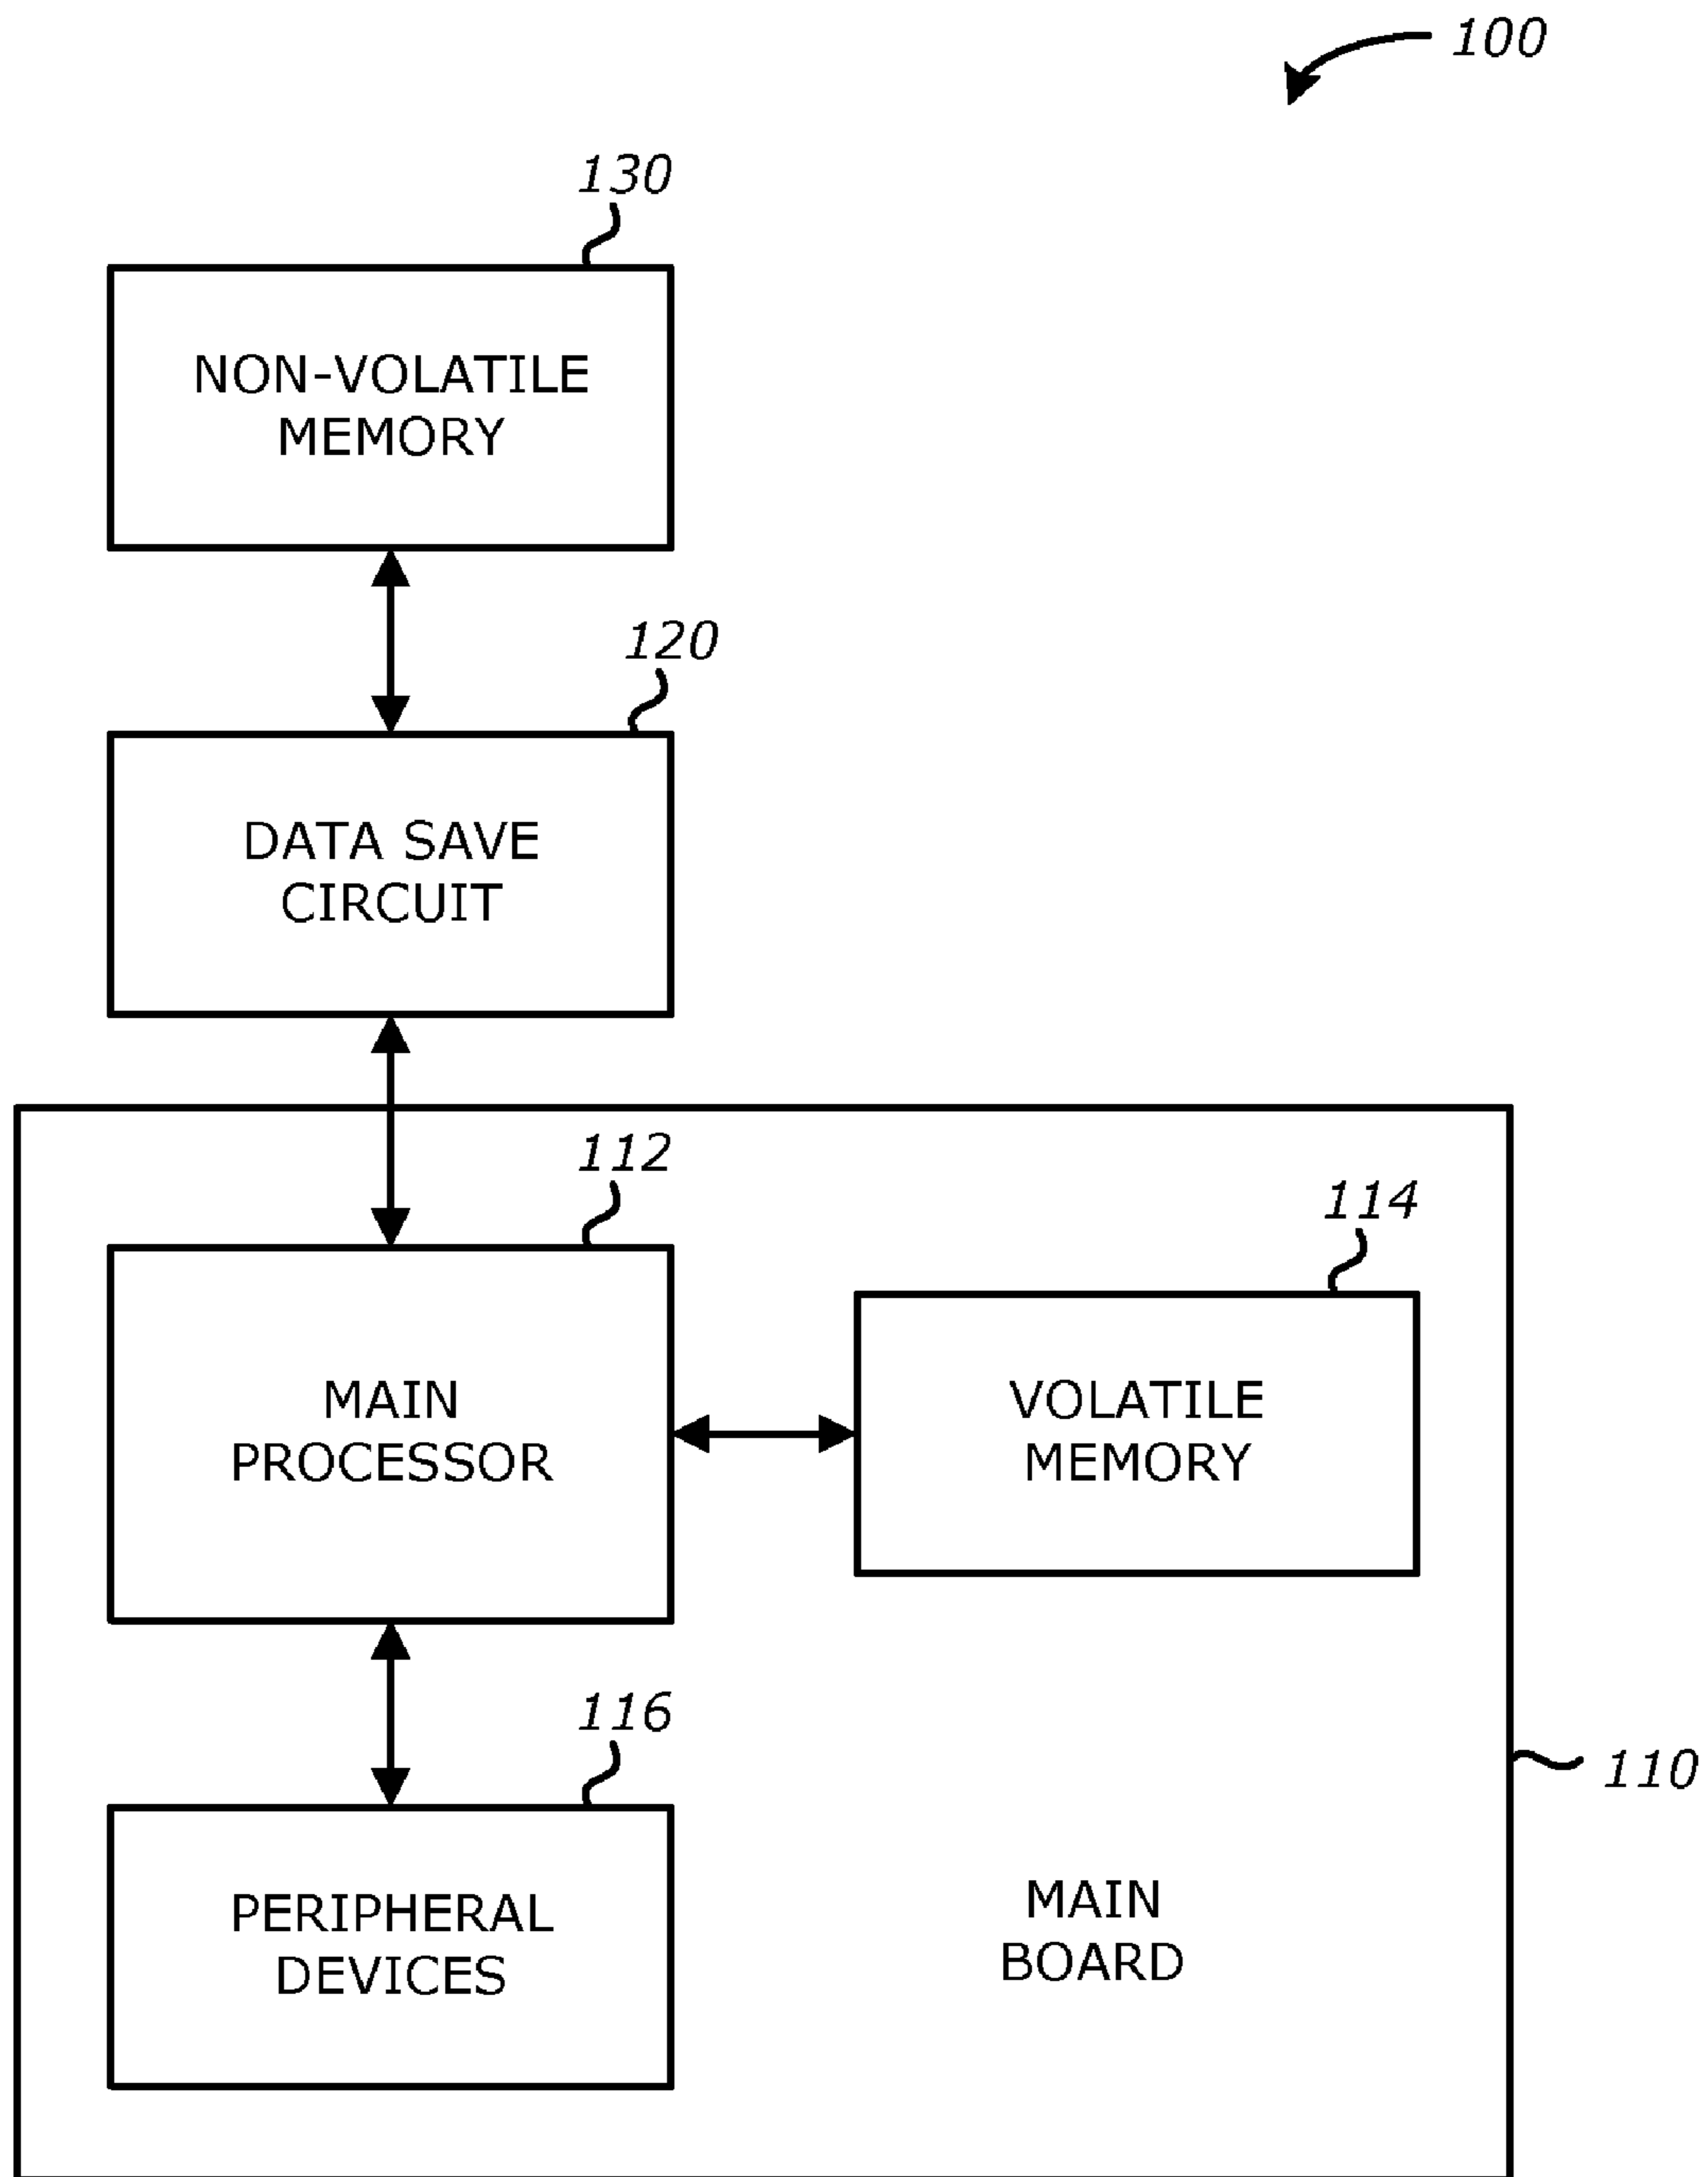 100
130
NON-VOLATILE
MEMORY
120
DATA SAVE
CIRCUIT
112
114
MAIN
PROCESSOR
VOLATILE
MEMORY
116
110
PERIPHERAL
DEVICES
MAIN
BOARD